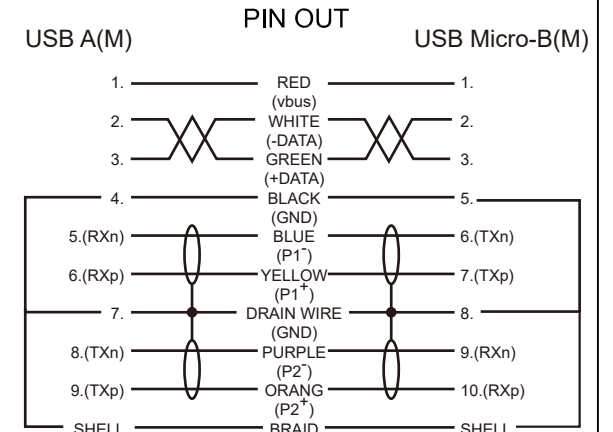 PIN OUT
USB A(M) USB Micro-B(M)
1. RED 1.
(vbus)
2. WHITE 2.
(-DATA)
3. GREEN 3.
(+DATA)
4. BLACK 5.
(GND)
5.(RXn) BLUE 6.(TXn)
(P1⁻)
6.(RXp) YELLOW 7.(TXp)
(P1⁺)
7. DRAIN WIRE 8.
(GND)
8.(TXn) PURPLE 9.(RXn)
(P2⁻)
9.(TXp) ORANG 10.(RXp)
(P2⁺)
SHELL BRAID SHELL